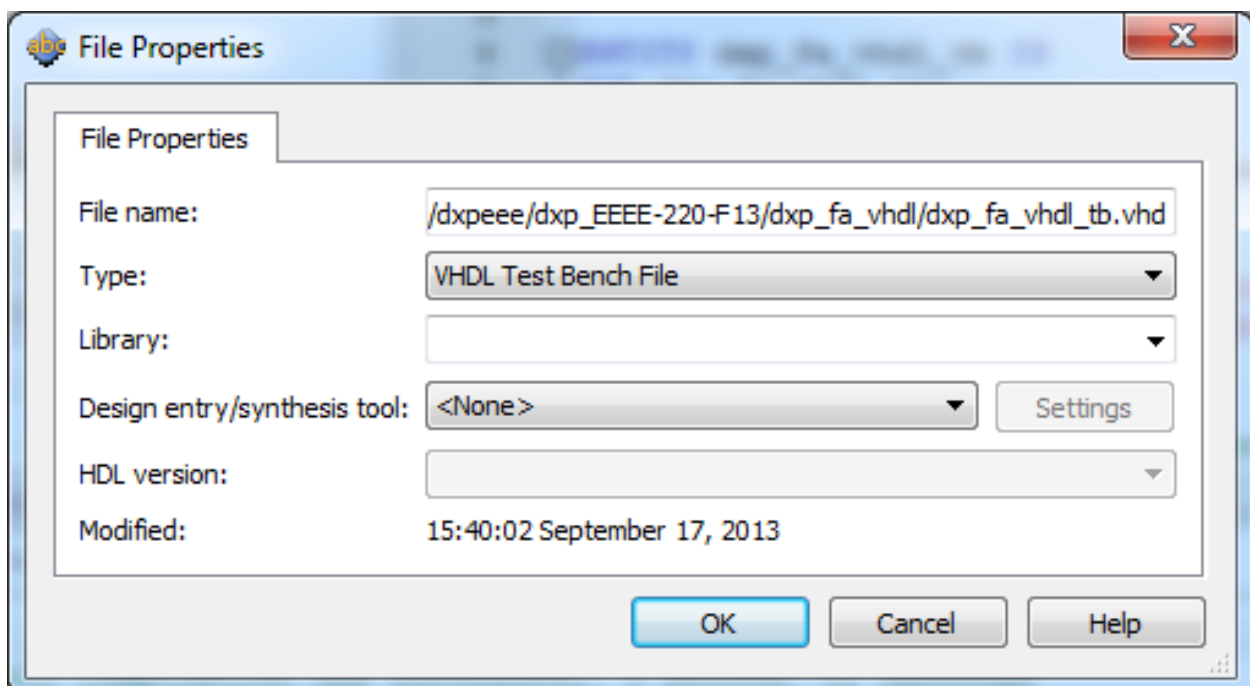 File Properties
File Properties
File name: /dxpeee/dxp_EEEE-220-F13/dxp_fa_vhdl/dxp_fa_vhdl_tb.vhd
Type: VHDL Test Bench File
Library:
Design entry/synthesis tool: <None> Settings
HDL version:
Modified: 15:40:02 September 17, 2013
OK Cancel Help